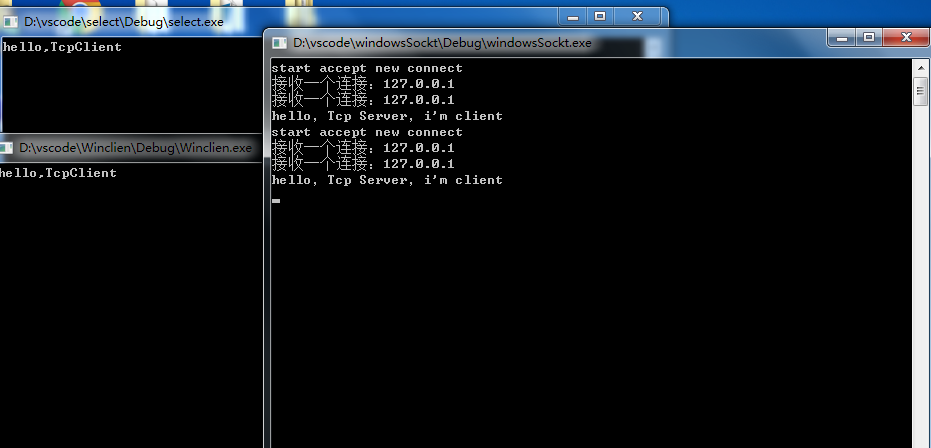 D:\vscode\select\Debug\select.exe
hello,TcpClient
D:\vscode\Winclien\Debug\Winclien.exe
hello,TcpClient
D:\vscode\windowsSockt\Debug\windowsSockt.exe
start accept new connect
接收一个连接：127.0.0.1
接收一个连接：127.0.0.1
hello, Tcp Server, i'm client
start accept new connect
接收一个连接：127.0.0.1
接收一个连接：127.0.0.1
hello, Tcp Server, i'm client